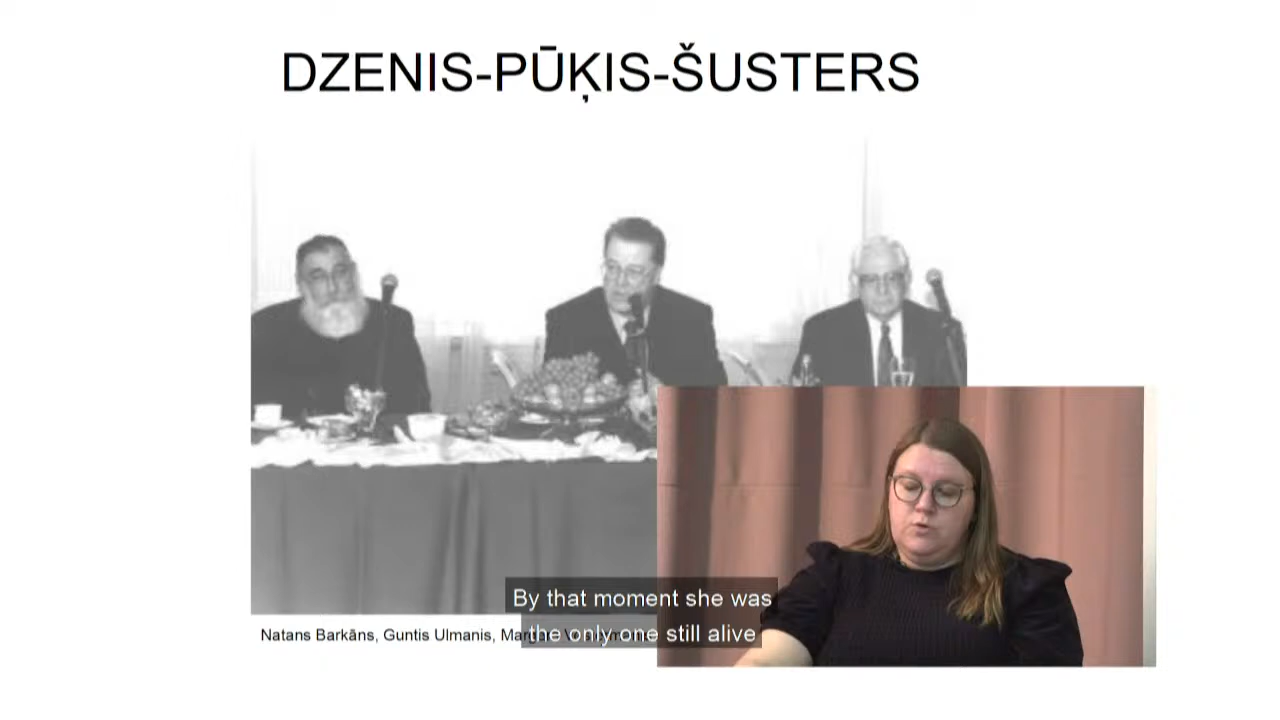 DZENIS-PŪĶIS-ŠUSTERS
By that moment she was
the only one still alive
Natans Barkāns, Guntis Ulmanis,